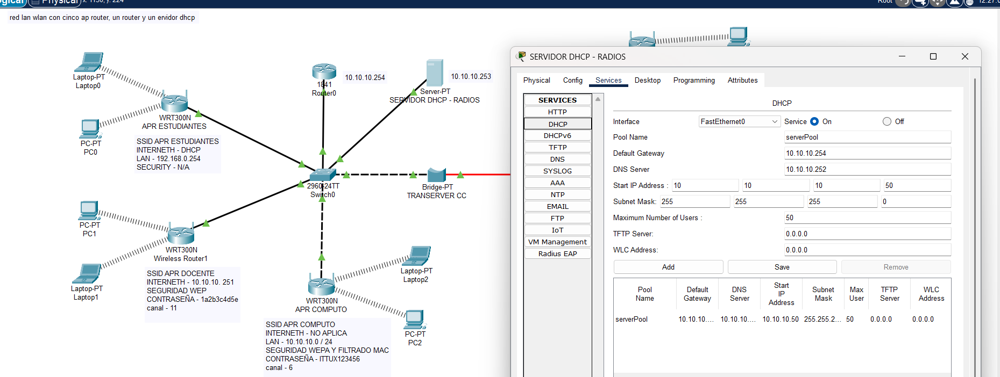 Logical
Physical
x: 1130, y: 224
Root
red lan wlan con cinco ap router, un router y un ervidor dhcp
Laptop-PT
Laptop0
WRT300N
APR ESTUDIANTES
PC-PT
PC0
SSID APR ESTUDIANTES
INTERNETH - DHCP
LAN - 192.168.0.254
SECURITY - N/A
1841
Router0
10.10.10.254
10.10.10.253
Server-PT
SERVIDOR DHCP - RADIOS
2960-24TT
Switch0
Bridge-PT
TRANSERVER CC
PC-PT
PC1
WRT300N
Wireless Router1
Laptop-PT
Laptop1
SSID APR DOCENTE
INTERNETH - 10.10.10. 251
SEGURIDAD WEP
CONTRASEÑA - 1a2b3c4d5e
canal - 11
Laptop-PT
Laptop2
WRT300N
APR COMPUTO
PC-PT
PC2
SSID APR COMPUTO
INTERNETH - NO APLICA
LAN - 10.10.10.0 / 24
SEGURIDAD WEPA Y FILTRADO MAC
CONTRASEÑA - ITTUX123456
canal - 6
SERVIDOR DHCP - RADIOS
Physical Config Services Desktop Programming Attributes
SERVICES
HTTP
DHCP
DHCPv6
TFTP
DNS
SYSLOG
AAA
NTP
EMAIL
FTP
IoT
VM Management
Radius EAP
DHCP
Interface FastEthernet0 Service On Off
Pool Name serverPool
Default Gateway 10.10.10.254
DNS Server 10.10.10.252
Start IP Address : 10 10 10 50
Subnet Mask: 255 255 255 0
Maximum Number of Users : 50
TFTP Server: 0.0.0.0
WLC Address: 0.0.0.0
Add Save Remove
Pool Name Default Gateway DNS Server Start IP Address Subnet Mask Max User TFTP Server WLC Address
serverPool 10.10.10.... 10.10.10.... 10.10.10.50 255.255.2... 50 0.0.0.0 0.0.0.0